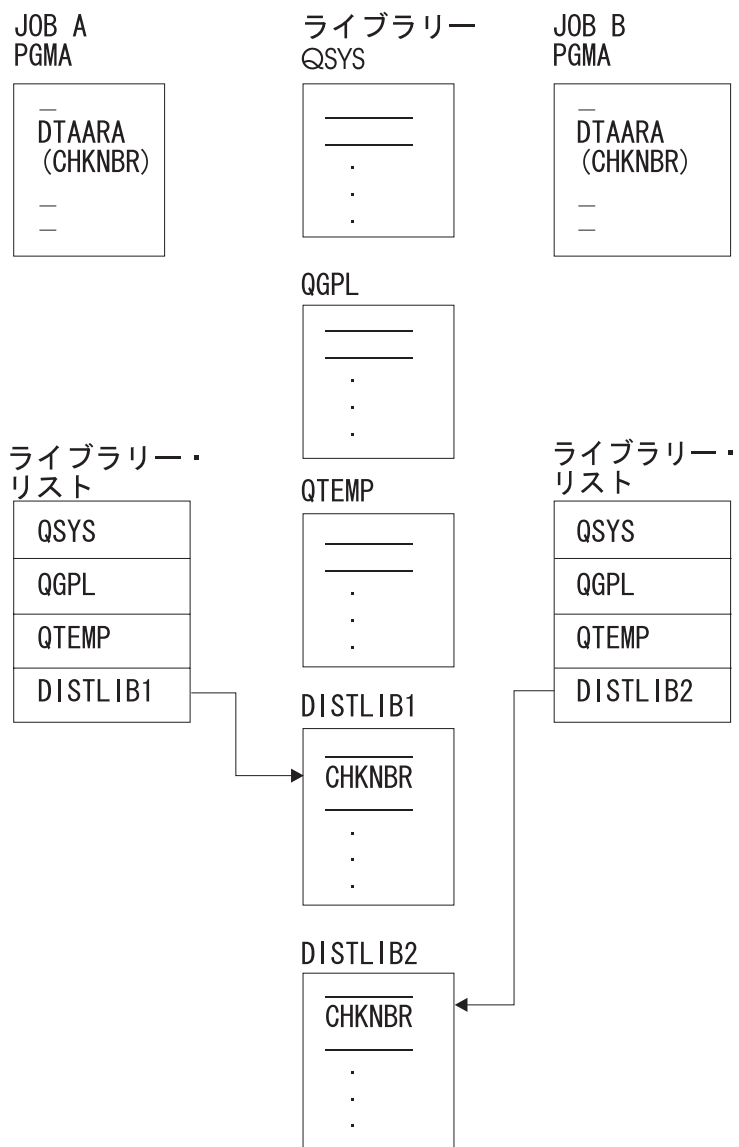 JOB A
PGMA
DTAARA
(CHKNBR)
ライブラリー
QSYS
JOB B
PGMA
DTAARA
(CHKNBR)
QGPL
ライブラリー・
リスト
QSYS
QGPL
QTEMP
DISTLIB1
QTEMP
ライブラリー・
リスト
QSYS
QGPL
QTEMP
DISTLIB2
DISTLIB1
CHKNBR
DISTLIB2
CHKNBR